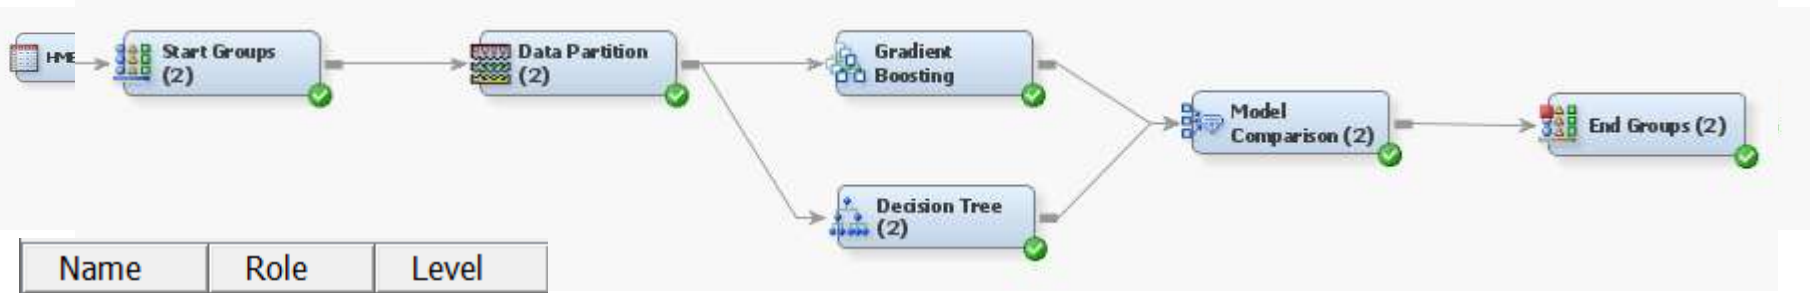 HME
Start Groups
(2)
Data Partition
(2)
Gradient
Boosting
Model
Comparison (2)
End Groups (2)
Decision Tree
(2)
Name Role Level